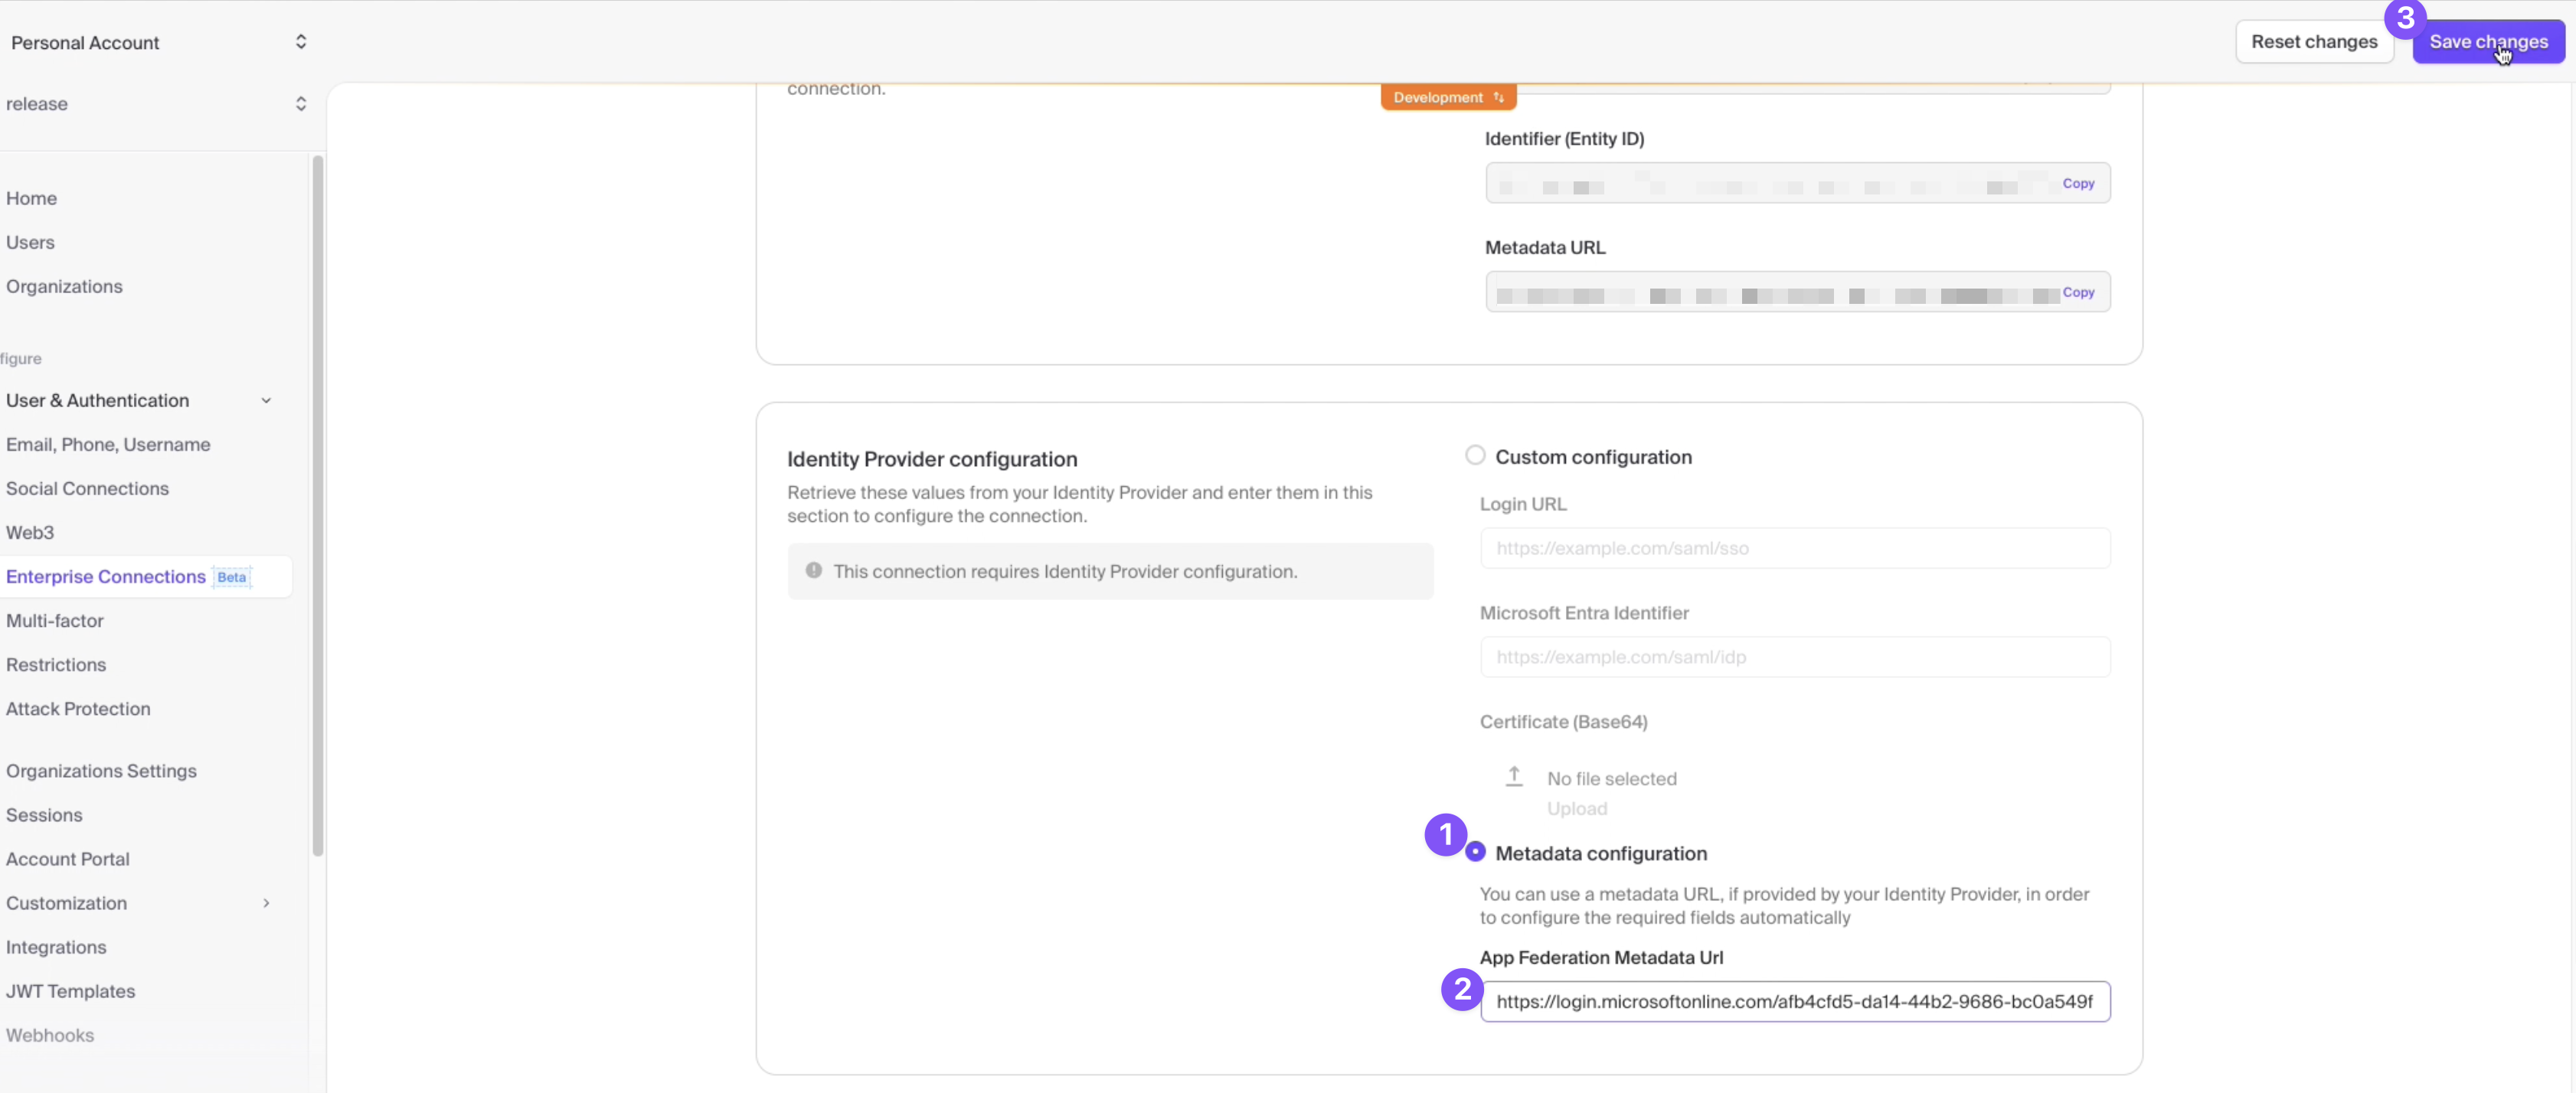 Personal Account
Reset changes
3
Save changes
release
connection.
Development
Identifier (Entity ID)
Copy
Metadata URL
Copy
Home
Users
Organizations
figure
User & Authentication
Email, Phone, Username
Social Connections
Web3
Enterprise Connections Beta
Multi-factor
Restrictions
Attack Protection
Organizations Settings
Sessions
Account Portal
Customization
Integrations
JWT Templates
Webhooks
Identity Provider configuration
Retrieve these values from your Identity Provider and enter them in this
section to configure the connection.
This connection requires Identity Provider configuration.
Custom configuration
Login URL
https://example.com/saml/sso
Microsoft Entra Identifier
https://example.com/saml/idp
Certificate (Base64)
No file selected
Upload
1
Metadata configuration
You can use a metadata URL, if provided by your Identity Provider, in order
to configure the required fields automatically
App Federation Metadata Url
2
https://login.microsoftonline.com/afb4cfd5-da14-44b2-9686-bc0a549f